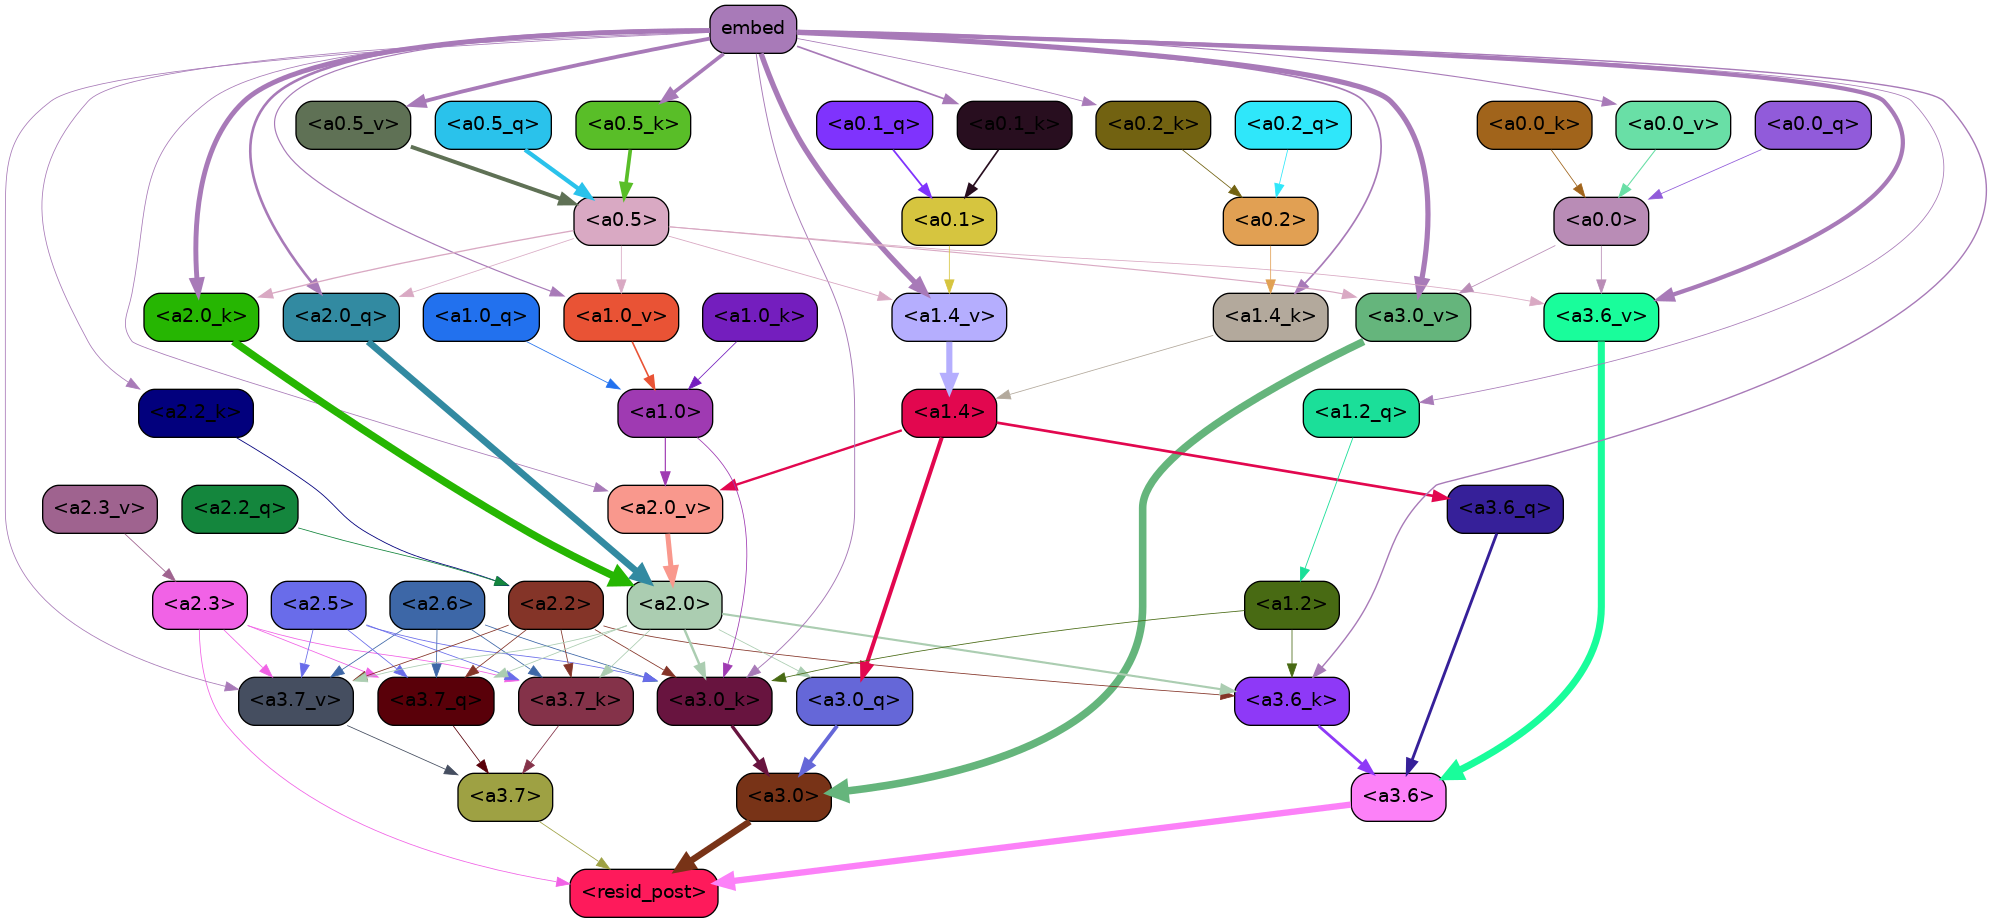 embed
<a0.5_v>
<a0.5_q>
<a0.5_k>
<a0.1_q>
<a0.1_k>
<a0.2_k>
<a0.2_q>
<a0.0_k>
<a0.0_v>
<a0.0_q>
<a0.5>
<a0.1>
<a0.2>
<a0.0>
<a2.0_k>
<a2.0_q>
<a1.0_q>
<a1.0_v>
<a1.0_k>
<a1.4_v>
<a1.4_k>
<a3.0_v>
<a3.6_v>
<a2.2_k>
<a1.0>
<a1.4>
<a1.2_q>
<a2.3_v>
<a2.2_q>
<a2.0_v>
<a3.6_q>
<a2.3>
<a2.5>
<a2.6>
<a2.2>
<a2.0>
<a1.2>
<a3.7_v>
<a3.7_q>
<a3.7_k>
<a3.0_k>
<a3.0_q>
<a3.6_k>
<a3.7>
<a3.0>
<a3.6>
<resid_post>